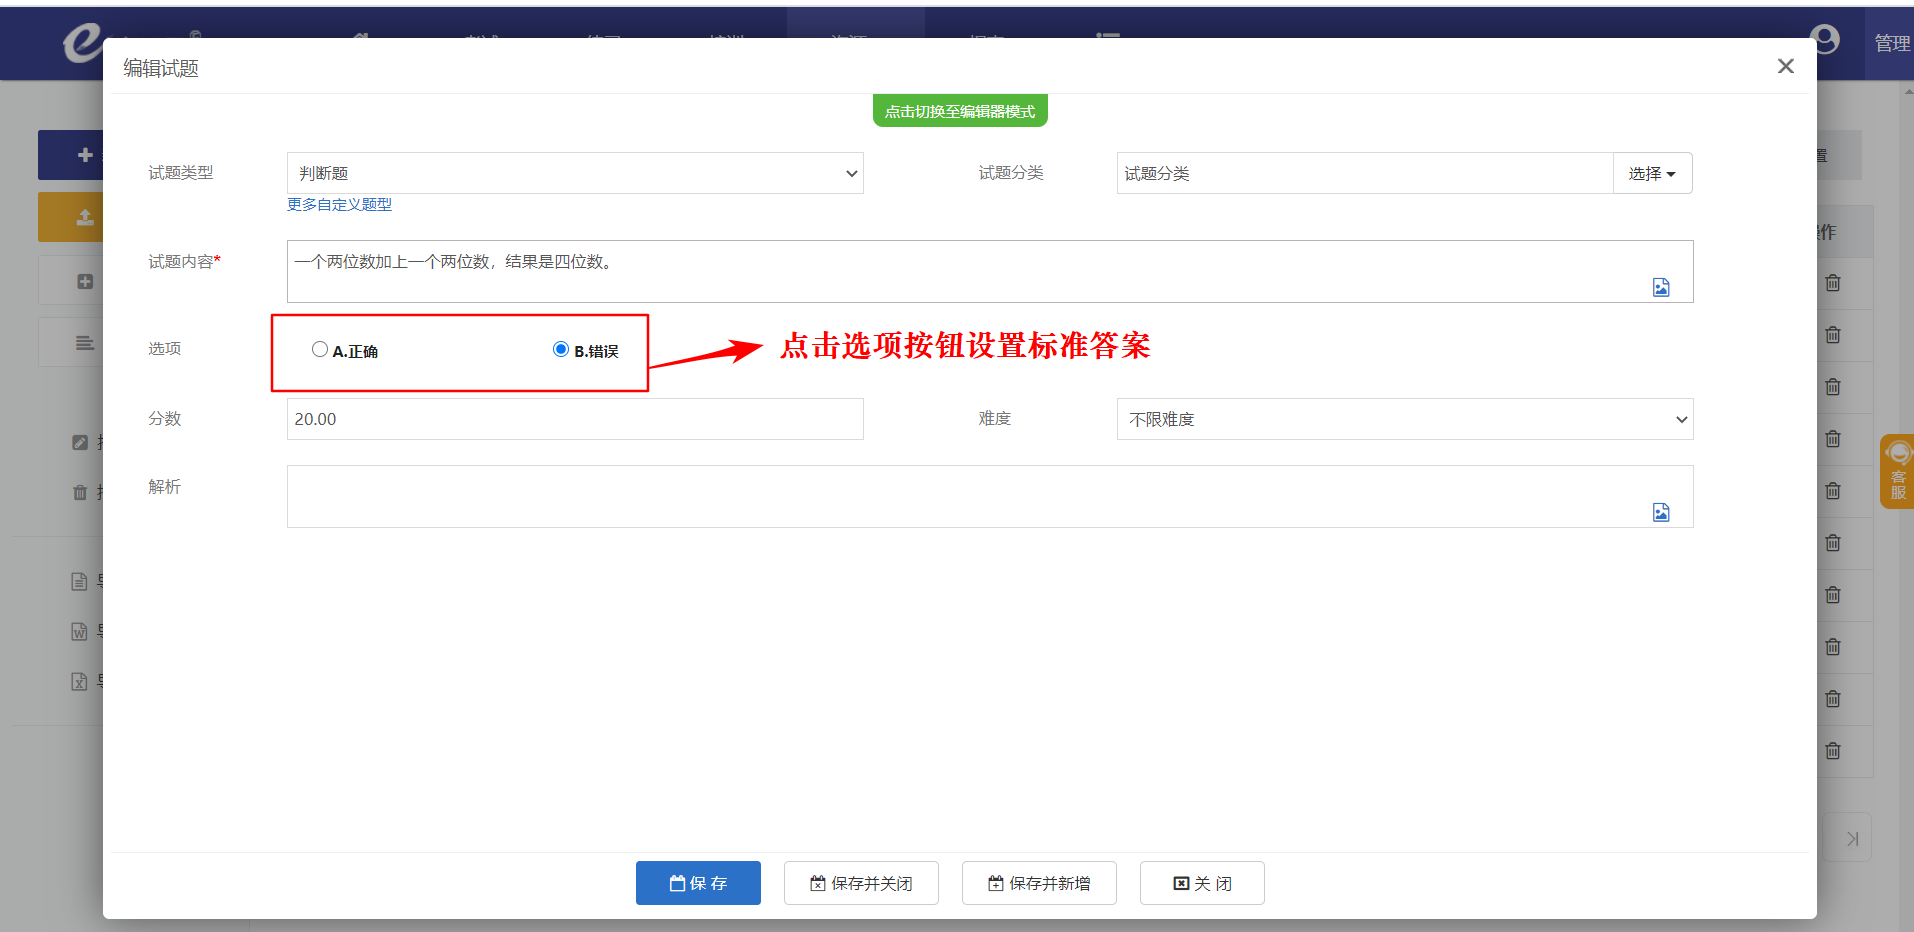 管理
编辑试题
点击切换至编辑器模式
试题类型 判断题 试题分类 试题分类 选择
更多自定义题型
试题内容* 一个两位数加上一个两位数，结果是四位数。
选项 A.正确 B.错误 点击选项按钮设置标准答案
分数 20.00 难度 不限难度
解析
客服
保 存 保存并关闭 保存并新增 关 闭